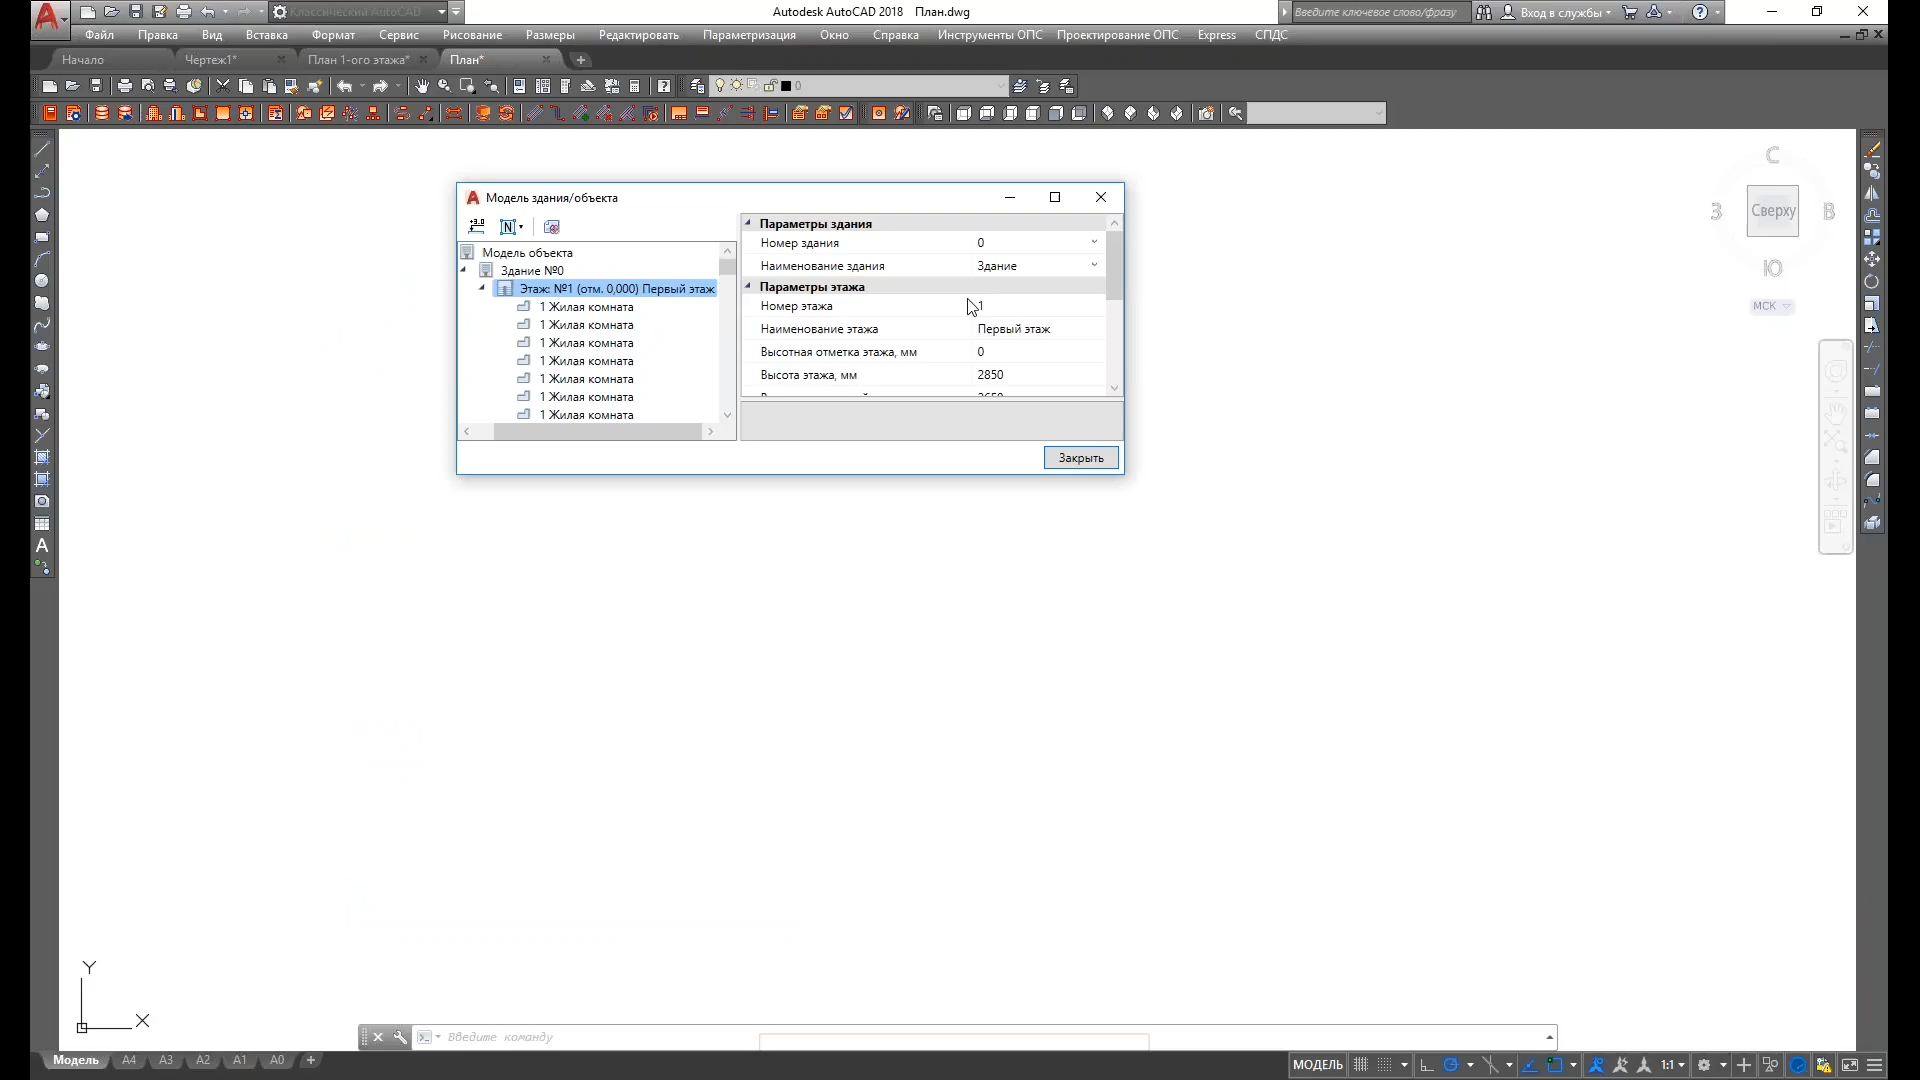 Классический AutoCAD
Autodesk AutoCAD 2018 План.dwg
Введите ключевое слово/фразу
Вход в службы
Файл Правка Вид Вставка Формат Сервис Рисование Размеры Редактировать Параметризация Окно Справка Инструменты ОПС Проектирование ОПС Express СПДС
Начало Чертеж1* План 1-ого этажа* План*
0
Модель здания/объекта
Модель объекта
Здание №0
Этаж: №1 (отм. 0,000) Первый этаж
1 Жилая комната
1 Жилая комната
1 Жилая комната
1 Жилая комната
1 Жилая комната
1 Жилая комната
1 Жилая комната
Параметры здания
Номер здания 0
Наименование здания Здание
Параметры этажа
Номер этажа 1
Наименование этажа Первый этаж
Высотная отметка этажа, мм 0
Высота этажа, мм 2850
Закрыть
С
З Сверху В
Ю
МСК
A
Y
X
Введите команду
Модель A4 A3 A2 A1 A0
МОДЕЛЬ 1:1